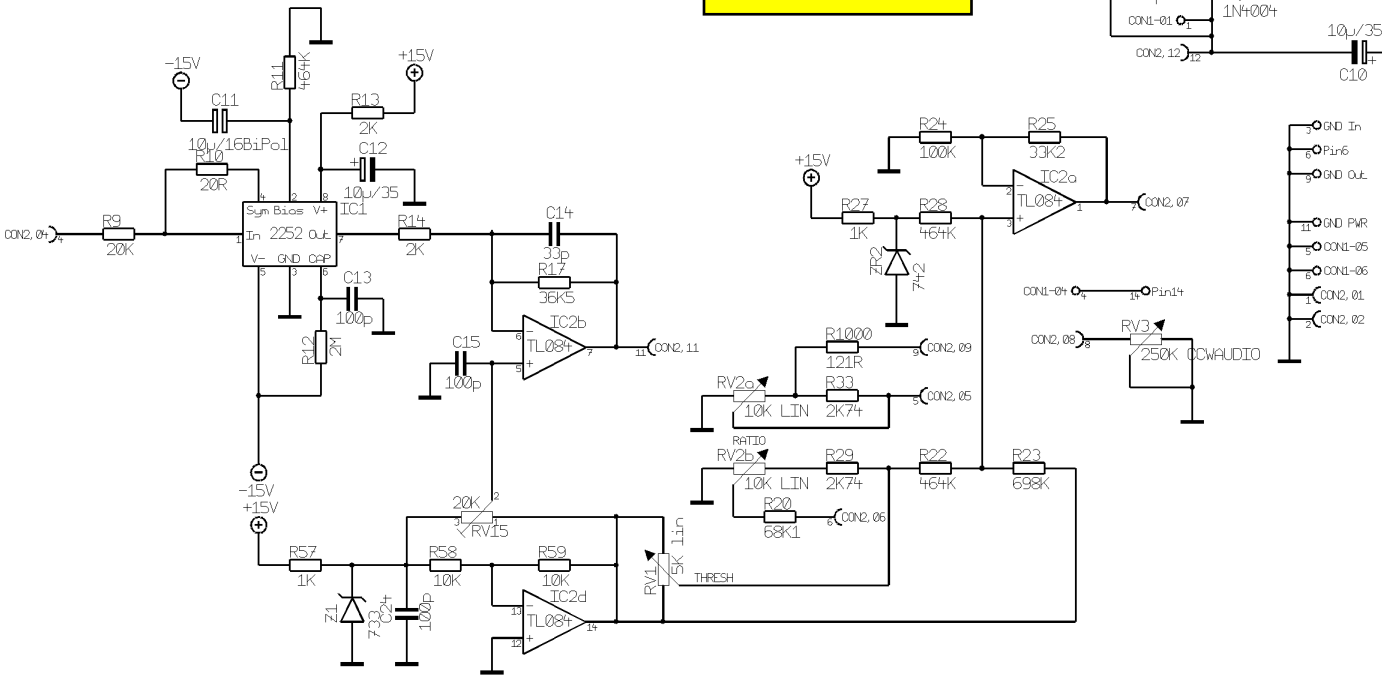 CON1-01 1
1N4004
10µ/35
CON2,12 12
C10
+
-15V
R11
464K
+15V
C11
10µ/16BiPol
R13
2K
C12
+
10µ/35
R10
20R
R9
20K
CON2,04 4
4 2 8
Sym Bias V+
IC1
1 In 2252 Out 7
V- GND CAP
5 3 6
R14
2K
C13
100p
R12
2M
C14
33p
R17
36K5
IC2b
TL084
6
5
7
11 CON2,11
C15
100p
-15V
+15V
20K
3 2 1
RV15
R57
1K
R58
10K
R59
10K
Z1
C24
100p
IC2d
TL084
13
12
14
RV1
5K lin
THRESH
R24
100K
R25
33K2
+15V
IC2a
TL084
2
3
1
7 CON2,07
R27
1K
R28
464K
ZR2
R1000
121R
9 CON2,09
RV2a
10K LIN
R33
2K74
5 CON2,05
RATIO
RV2b
10K LIN
R29
2K74
R22
464K
R23
698K
R20
68K1
6 CON2,06
CON1-04 4
14 Pin14
CON2,08 8
RV3
250K CCWAUDIO
3 GND In
6 Pin6
9 GND Out
11 GND PWR
5 CON1-05
6 CON1-06
1 CON2,01
2 CON2,02